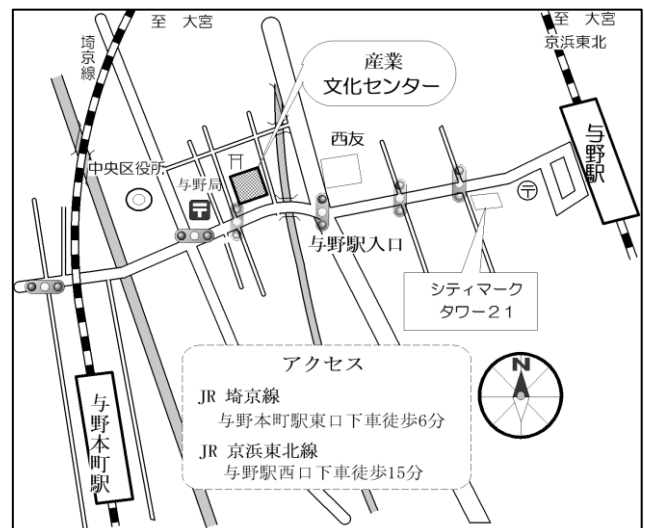 至　大宮
埼京線
産業
文化センター
至　大宮
京浜東北
与野駅
西友
中央区役所
与野局
〒
〒
与野駅入口
シティマーク
タワー２１
与野本町駅
アクセス
JR 埼京線
与野本町駅東口下車徒歩6分
JR 京浜東北線
与野駅西口下車徒歩15分
N